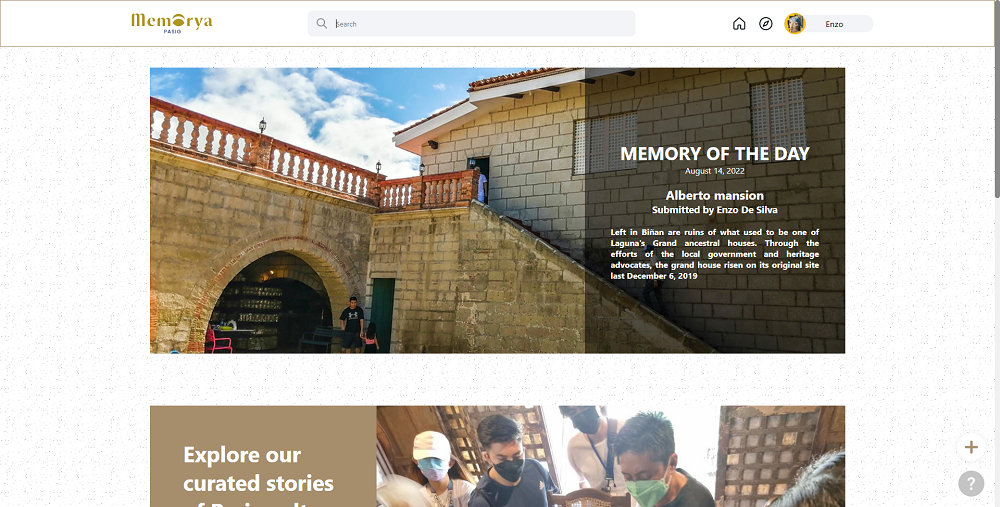 Memorya
PASIG
Search
Enzo
MEMORY OF THE DAY
August 14, 2022
Alberto mansion
Submitted by Enzo De Silva
Left in Biñan are ruins of what used to be one of
Laguna's Grand ancestral houses. Through the
efforts of the local government and heritage
advocates, the grand house risen on its original site
last December 6, 2019
Explore our
curated stories
+
?